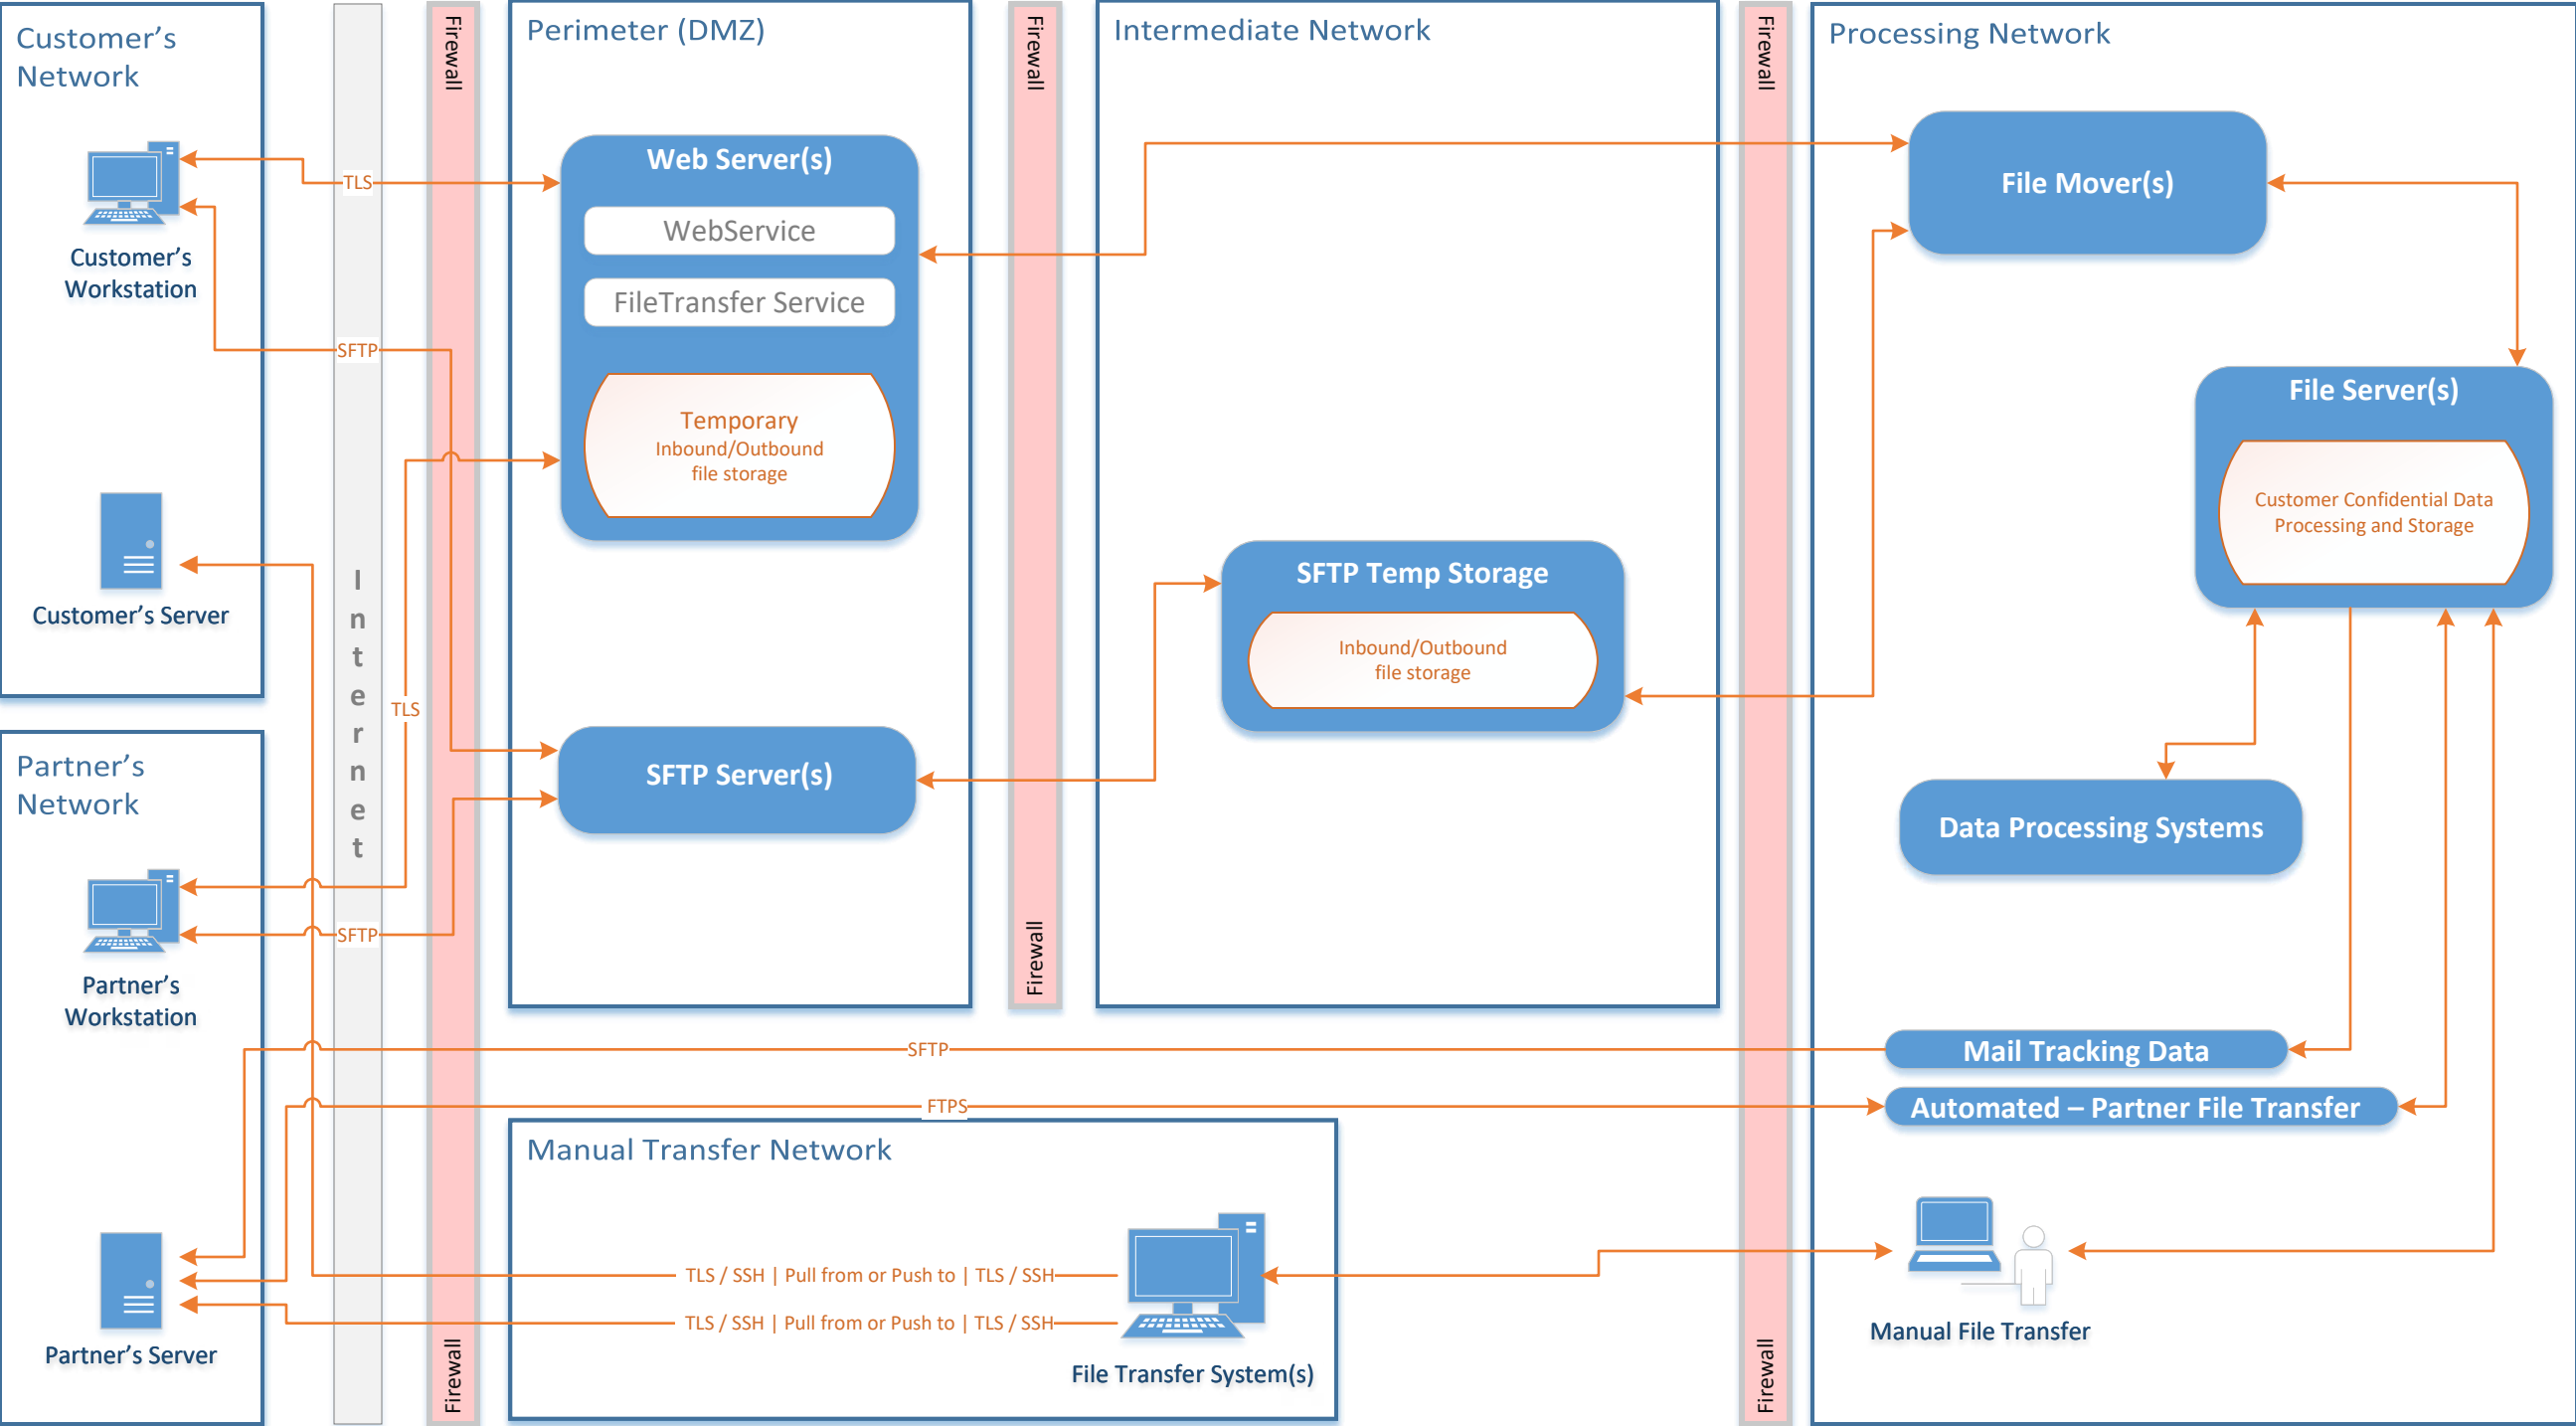 Customer’s
Network
Customer’s
Workstation
Customer’s Server
Partner’s
Network
Partner’s
Workstation
Partner’s Server
Internet
TLS
SFTP
TLS
SFTP
Firewall
Firewall
Perimeter (DMZ)
Web Server(s)
WebService
FileTransfer Service
Temporary
Inbound/Outbound
file storage
SFTP Server(s)
Firewall
Firewall
Intermediate Network
SFTP Temp Storage
Inbound/Outbound
file storage
Firewall
Firewall
Processing Network
File Mover(s)
File Server(s)
Customer Confidential Data
Processing and Storage
Data Processing Systems
SFTP
Mail Tracking Data
FTPS
Automated – Partner File Transfer
Manual Transfer Network
TLS / SSH | Pull from or Push to | TLS / SSH
TLS / SSH | Pull from or Push to | TLS / SSH
File Transfer System(s)
Manual File Transfer